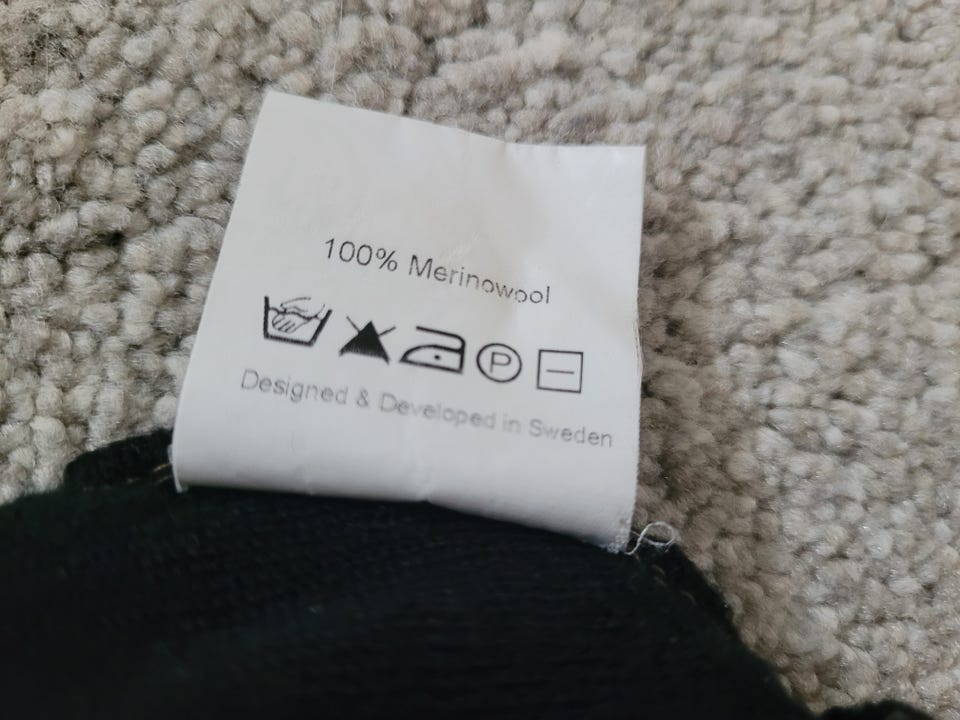 100% Merinowool
P
Designed & Developed in Sweden